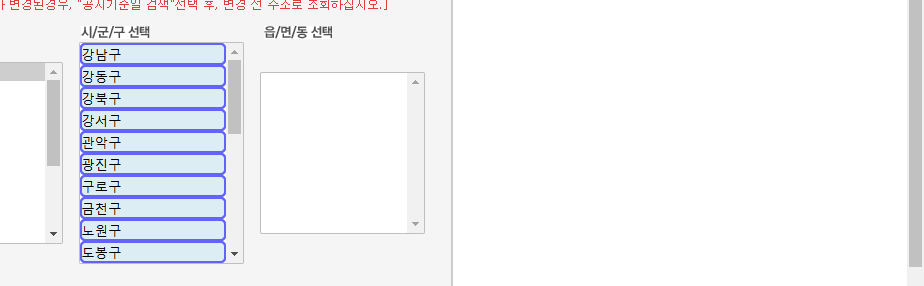 변경된경우, "공시기준일 검색"선택 후, 변경 전 주소로 조회하십시오.]
시/군/구 선택
읍/면/동 선택
강남구
강동구
강북구
강서구
관악구
광진구
구로구
금천구
노원구
도봉구